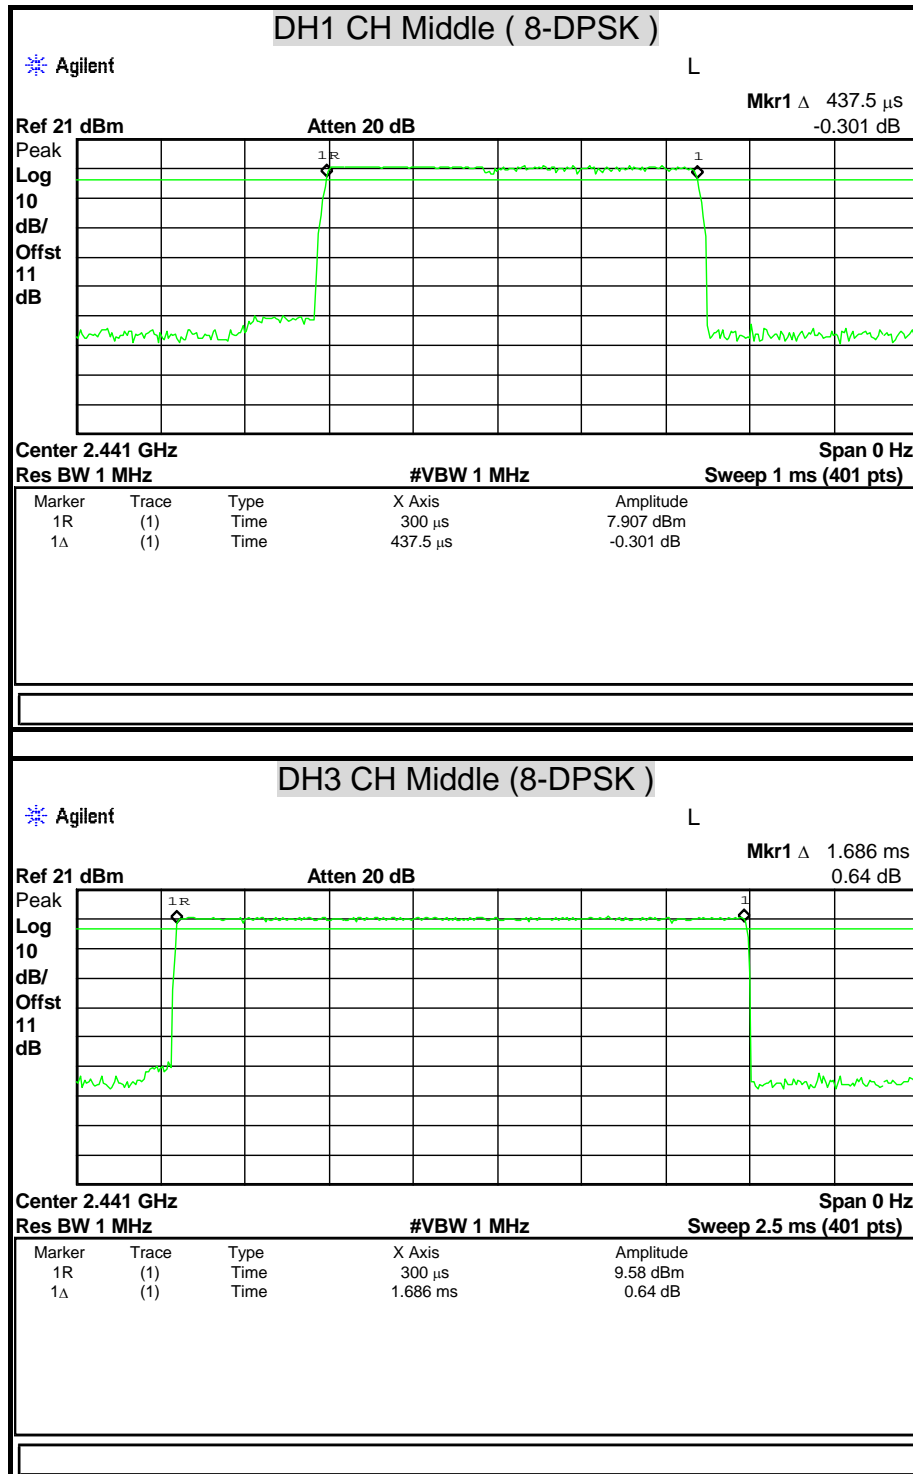 DH1 CH Middle ( 8-DPSK )
Agilent L
Mkr1 Δ 437.5 μs
Ref 21 dBm Atten 20 dB -0.301 dB
Peak
Log
10
dB/
Offst
11
dB
1R 1
Center 2.441 GHz Span 0 Hz
Res BW 1 MHz #VBW 1 MHz Sweep 1 ms (401 pts)
Marker Trace Type X Axis Amplitude
1R (1) Time 300 μs 7.907 dBm
1Δ (1) Time 437.5 μs -0.301 dB
DH3 CH Middle (8-DPSK )
Agilent L
Mkr1 Δ 1.686 ms
Ref 21 dBm Atten 20 dB 0.64 dB
Peak
Log
10
dB/
Offst
11
dB
1R 1
Center 2.441 GHz Span 0 Hz
Res BW 1 MHz #VBW 1 MHz Sweep 2.5 ms (401 pts)
Marker Trace Type X Axis Amplitude
1R (1) Time 300 μs 9.58 dBm
1Δ (1) Time 1.686 ms 0.64 dB